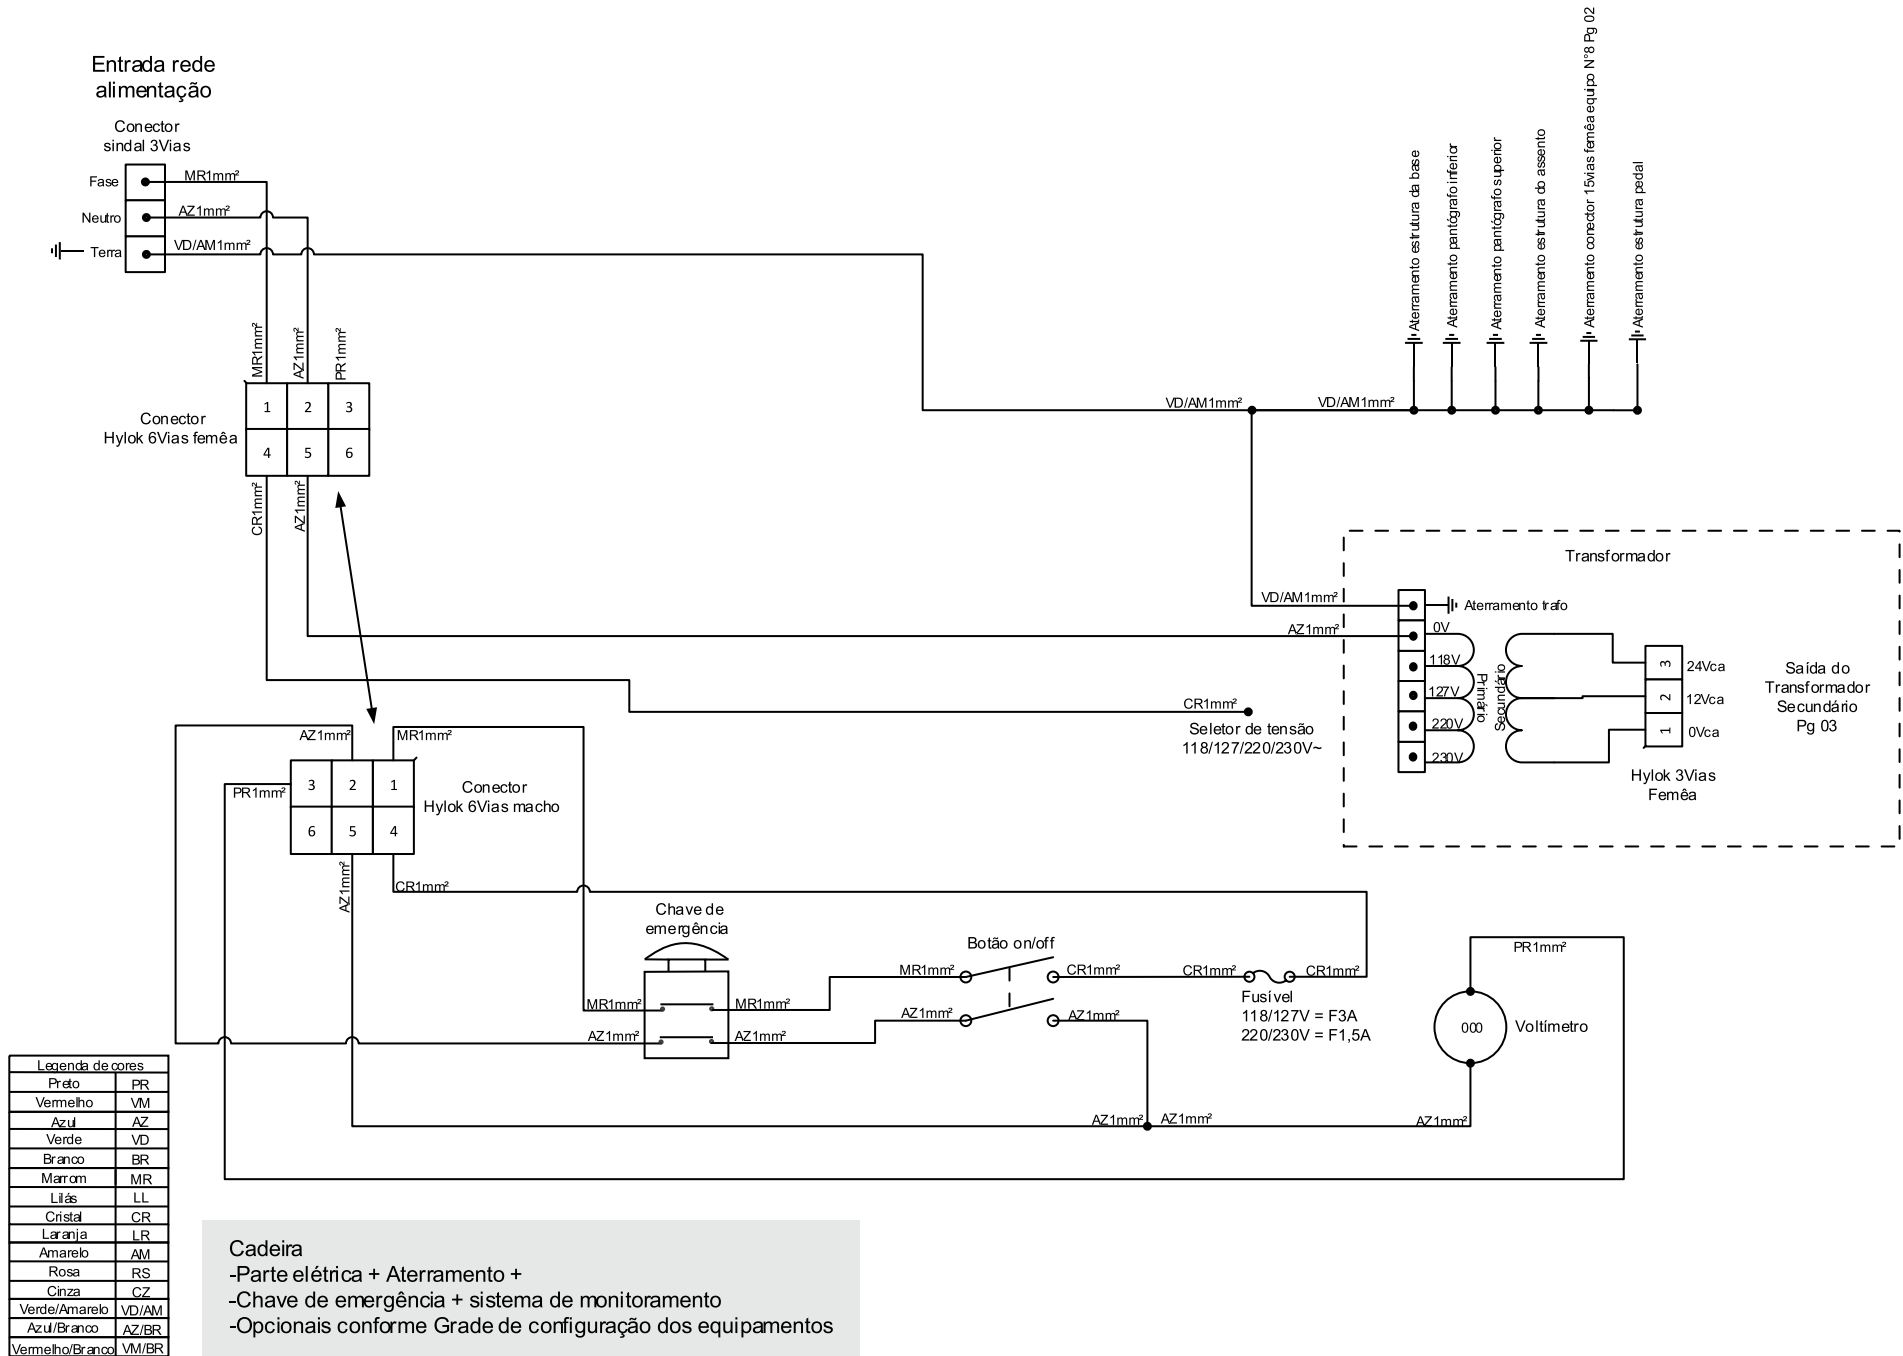 Entrada rede
alimentação
Conector
sindal 3Vias
Fase
MR1mm²
Neutro
AZ1mm²
Terra
VD/AM1mm²
Aterramento estrutura da base
Aterramento pantógrafo inferior
Aterramento pantógrafo superior
Aterramento estrutura do assento
Aterramento conector 15vias femêa equipo N°8 Pg 02
Aterramento estrutura pedal
VD/AM1mm²
VD/AM1mm²
MR1mm²
AZ1mm²
PR1mm²
Conector
Hylok 6Vias femêa
1 2 3
4 5 6
CR1mm²
AZ1mm²
Transformador
VD/AM1mm²
Aterramento trafo
AZ1mm²
0V
118V
127V
220V
230V
Primário
Secundário
3
2
1
24Vca
12Vca
0Vca
Saída do
Transformador
Secundário
Pg 03
Hylok 3Vias
Femêa
CR1mm²
Seletor de tensão
118/127/220/230V~
AZ1mm²
MR1mm²
PR1mm²
3 2 1
6 5 4
Conector
Hylok 6Vias macho
AZ1mm²
CR1mm²
Chave de
emergência
MR1mm²
MR1mm²
AZ1mm²
AZ1mm²
Botão on/off
MR1mm²
CR1mm²
CR1mm²
CR1mm²
AZ1mm²
AZ1mm²
Fusível
118/127V = F3A
220/230V = F1,5A
PR1mm²
000
Voltímetro
AZ1mm²
AZ1mm²
AZ1mm²
Legenda de cores
Preto PR
Vermelho VM
Azul AZ
Verde VD
Branco BR
Marrom MR
Lilás LL
Cristal CR
Laranja LR
Amarelo AM
Rosa RS
Cinza CZ
Verde/Amarelo VD/AM
Azul/Branco AZ/BR
Vermelho/Branco VM/BR
Cadeira
-Parte elétrica + Aterramento +
-Chave de emergência + sistema de monitoramento
-Opcionais conforme Grade de configuração dos equipamentos